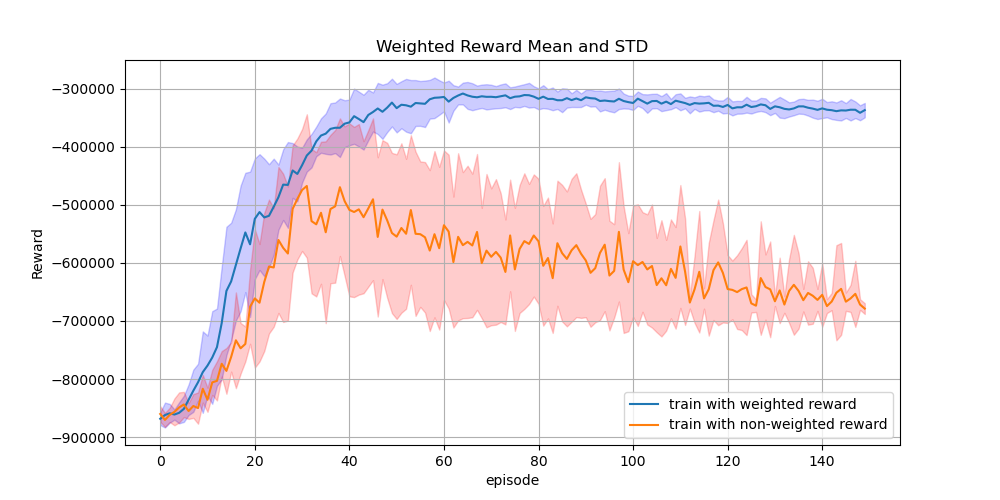 Weighted Reward Mean and STD
−300000
−400000
−500000
−600000
−700000
−800000
−900000
Reward
0 20 40 60 80 100 120 140
episode
train with weighted reward
train with non-weighted reward